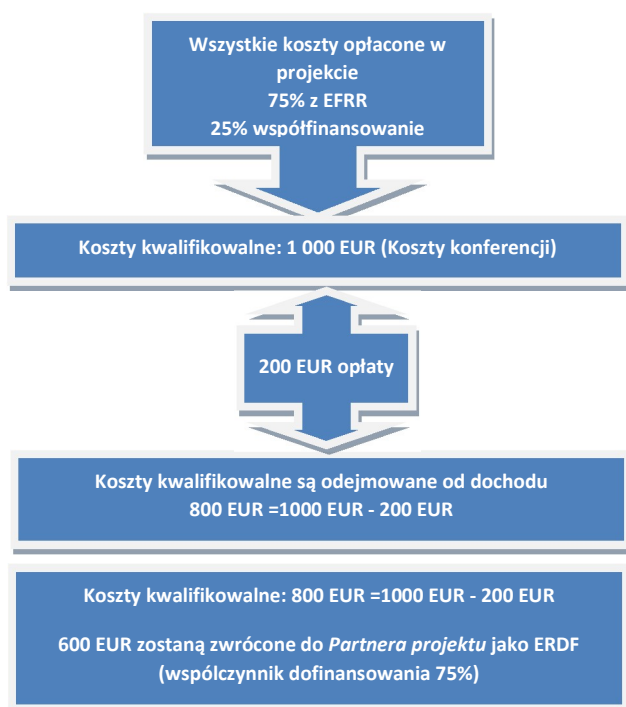 Wszystkie koszty opłacone w
projekcie
75% z EFRR
25% współfinansowanie
Koszty kwalifikowalne: 1 000 EUR (Koszty konferencji)
200 EUR opłaty
Koszty kwalifikowalne są odejmowane od dochodu
800 EUR =1000 EUR - 200 EUR
Koszty kwalifikowalne: 800 EUR =1000 EUR - 200 EUR
600 EUR zostaną zwrócone do Partnera projektu jako ERDF
(wspólczynnik dofinansowania 75%)